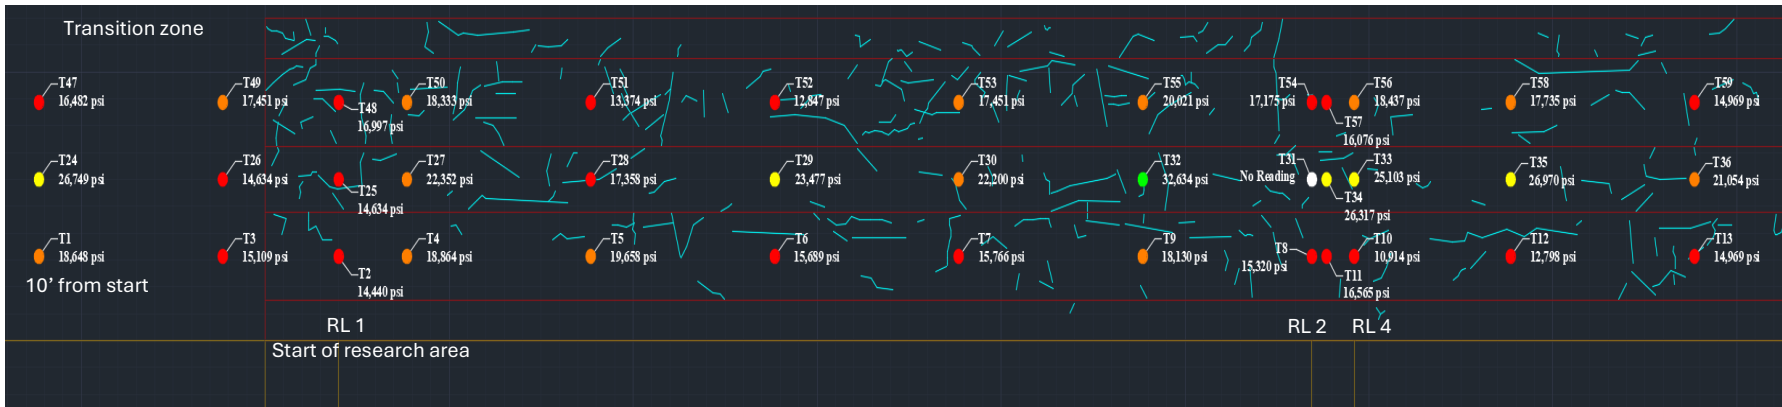 Transition zone
T47
16,482 psi
T49
17,451 psi
T48
16,997 psi
T50
18,333 psi
T51
13,374 psi
T52
12,847 psi
T53
17,451 psi
T55
20,021 psi
T54
17,175 psi
T57
16,076 psi
T56
18,437 psi
T58
17,735 psi
T59
14,969 psi
T24
26,749 psi
T26
14,634 psi
T25
14,634 psi
T27
22,352 psi
T28
17,358 psi
T29
23,477 psi
T30
22,200 psi
T32
32,634 psi
T31
No Reading
T34
26,317 psi
T33
25,103 psi
T35
26,970 psi
T36
21,054 psi
T1
18,648 psi
T3
15,109 psi
T2
14,440 psi
T4
18,864 psi
T5
19,658 psi
T6
15,689 psi
T7
15,766 psi
T9
18,130 psi
T8
15,320 psi
T11
16,565 psi
T10
10,914 psi
T12
12,798 psi
T13
14,969 psi
10’ from start
RL 1
RL 2
RL 4
Start of research area